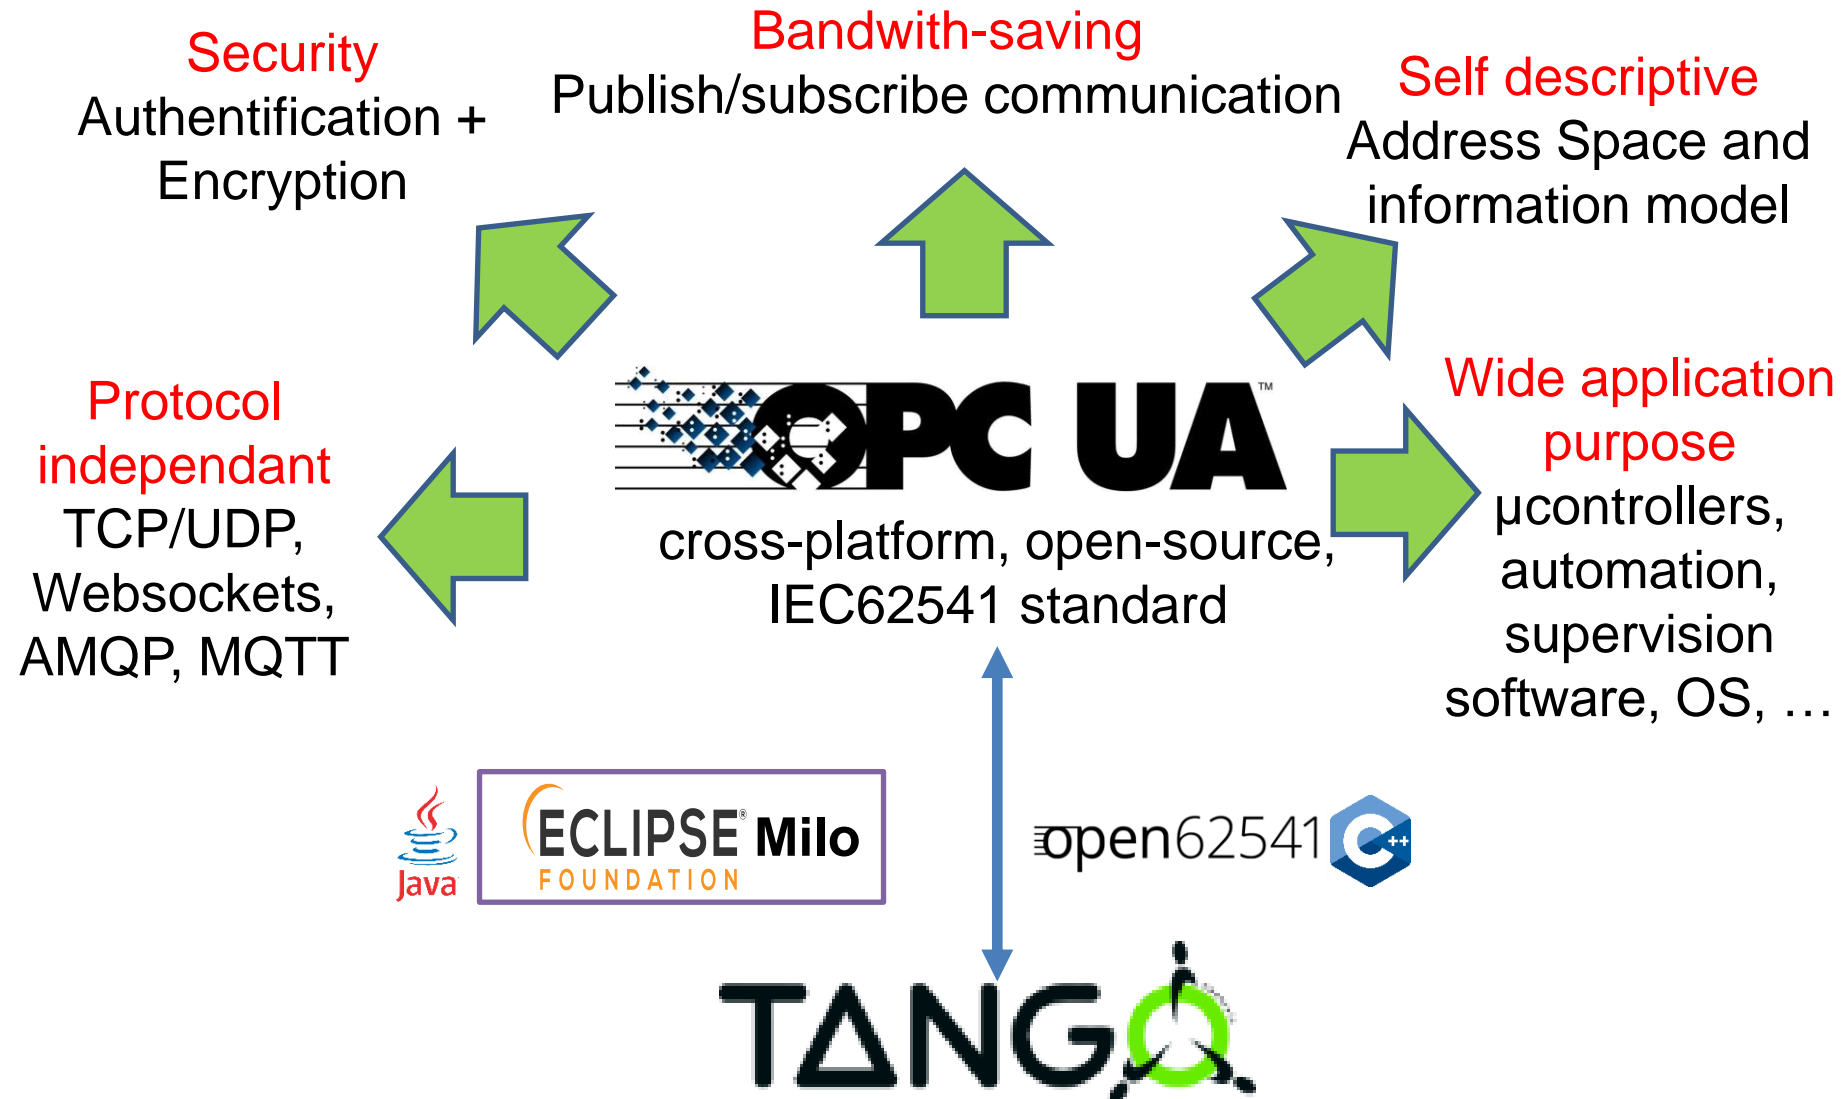 Security
Authentification +
Encryption
Bandwith-saving
Publish/subscribe communication
Self descriptive
Address Space and
information model
Protocol
independant
TCP/UDP,
Websockets,
AMQP, MQTT
OPC UA™
cross-platform, open-source,
IEC62541 standard
Wide application
purpose
µcontrollers,
automation,
supervision
software, OS, …
Java
ECLIPSE® Milo
FOUNDATION
open62541
C++
TANGO